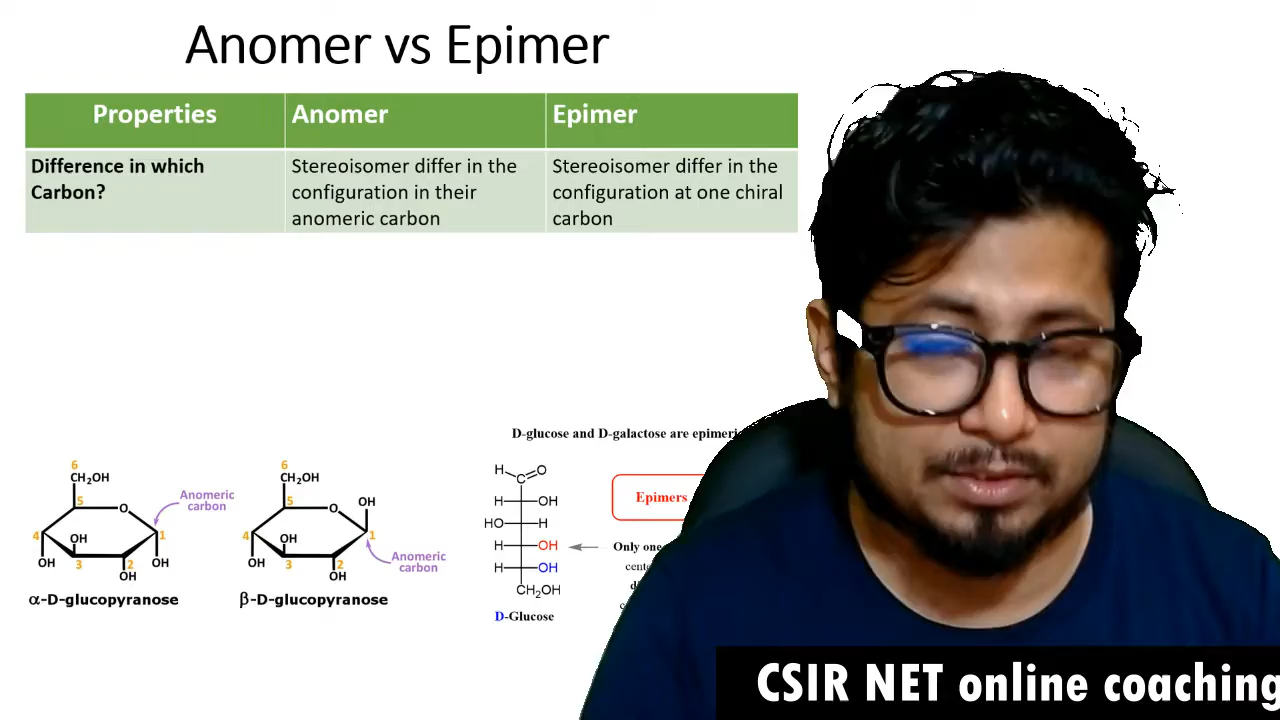 Anomer vs Epimer
Properties
Anomer
Epimer
Difference in which
Carbon?
Stereoisomer differ in the
configuration in their
anomeric carbon
Stereoisomer differ in the
configuration at one chiral
carbon
D-glucose and D-galactose are epimeri
6
CH₂OH
5
O
Anomeric
carbon
4
OH
1
OH
3
2
OH
OH
α-D-glucopyranose
6
CH₂OH
5
O
OH
4
OH
1
OH
3
2
OH
Anomeric
carbon
β-D-glucopyranose
H
O
C
H OH
HO H
H OH
H OH
CH₂OH
D-Glucose
Epimers
Only one
CSIR NET online coaching